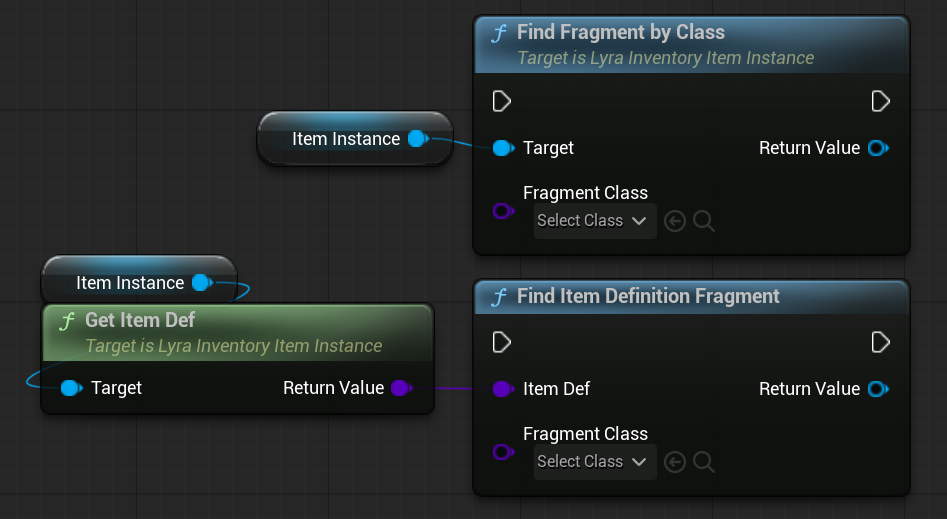 Find Fragment by Class
Target is Lyra Inventory Item Instance
Item Instance
Target
Return Value
Fragment Class
Select Class
Item Instance
Get Item Def
Target is Lyra Inventory Item Instance
Target
Return Value
Find Item Definition Fragment
Item Def
Return Value
Fragment Class
Select Class